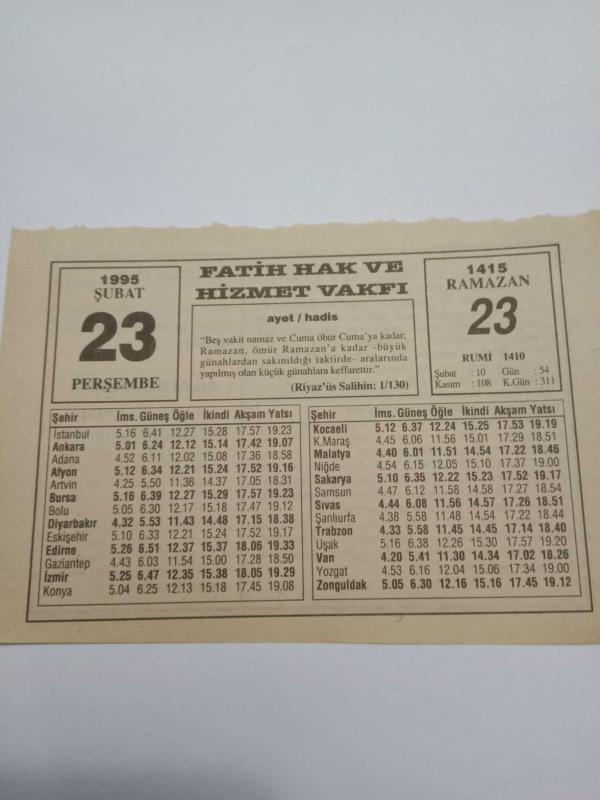 1995
ŞUBAT
23
PERŞEMBE
FATİH HAK VE
HİZMET VAKFI
ayet / hadis
"Beş vakit namaz ve Cuma öbür Cuma'ya kadar,
Ramazan, ömür Ramazan'a kadar -büyük
günahlardan sakınıldığı taktirde- aralarında
yapılmış olan küçük günahlara keffarettir."
(Riyaz'üs Salihin: 1/130)
1415
RAMAZAN
23
RUMİ 1410
Şubat : 10 Gün : 54
Kasım : 108 K.Gün : 311
Şehir İms. Güneş Öğle İkindi Akşam Yatsı
İstanbul 5.16 6.41 12.27 15.28 17.57 19.23
Ankara 5.01 6.24 12.12 15.14 17.42 19.07
Adana 4.52 6.11 12.02 15.08 17.36 18.58
Afyon 5.12 6.34 12.21 15.24 17.52 19.16
Artvin 4.25 5.50 11.36 14.37 17.05 18.31
Bursa 5.16 6.39 12.27 15.29 17.57 19.23
Bolu 5.05 6.30 12.17 15.18 17.47 19.12
Diyarbakır 4.32 5.53 11.43 14.48 17.15 18.38
Eskişehir 5.10 6.33 12.21 15.24 17.52 19.17
Edirne 5.26 6.51 12.37 15.37 18.06 19.33
Gaziantep 4.43 6.03 11.54 15.00 17.28 18.50
İzmir 5.25 6.47 12.35 15.38 18.05 19.29
Konya 5.04 6.25 12.13 15.18 17.45 19.08
Şehir İms. Güneş Öğle İkindi Akşam Yatsı
Kocaeli 5.12 6.37 12.24 15.25 17.53 19.19
K.Maraş 4.45 6.06 11.56 15.01 17.29 18.51
Malatya 4.40 6.01 11.51 14.54 17.22 18.46
Niğde 4.54 6.15 12.05 15.10 17.37 19.00
Sakarya 5.10 6.35 12.22 15.23 17.52 19.17
Samsun 4.47 6.12 11.58 14.58 17.27 18.54
Sıvas 4.44 6.08 11.56 14.57 17.26 18.51
Şanlıurfa 4.38 5.58 11.48 14.54 17.22 18.44
Trabzon 4.33 5.58 11.45 14.45 17.14 18.40
Uşak 5.16 6.38 12.26 15.30 17.57 19.20
Van 4.20 5.41 11.30 14.34 17.02 18.26
Yozgat 4.53 6.16 12.04 15.06 17.34 19.00
Zonguldak 5.05 6.30 12.16 15.16 17.45 19.12